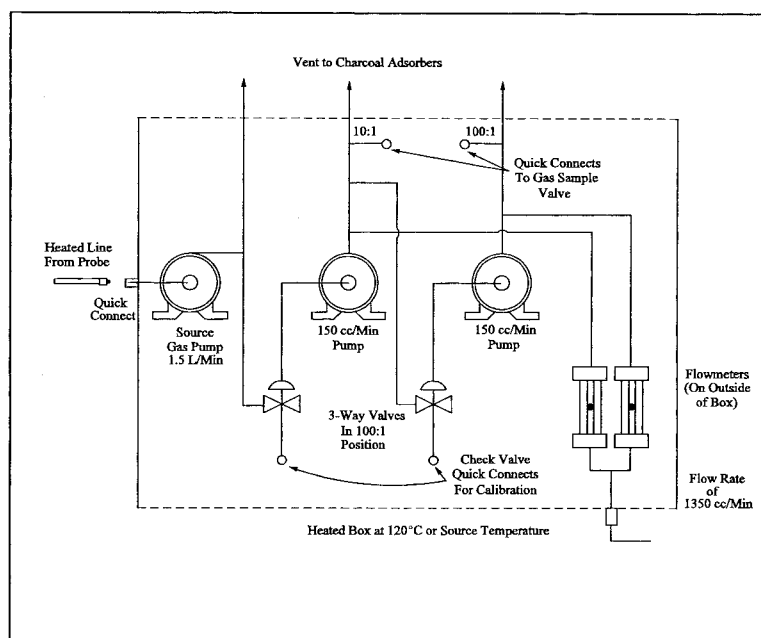 Vent to Charcoal Adsorbers
10:1
100:1
Quick Connects
To Gas Sample
Valve
Heated Line
From Probe
Quick
Connect
Source
Gas Pump
1.5 L/Min
150 cc/Min
Pump
150 cc/Min
Pump
Flowmeters
(On Outside
of Box)
3-Way Valves
In 100:1
Position
Check Valve
Quick Connects
For Calibration
Flow Rate
of
1350 cc/Min
Heated Box at 120°C or Source Temperature